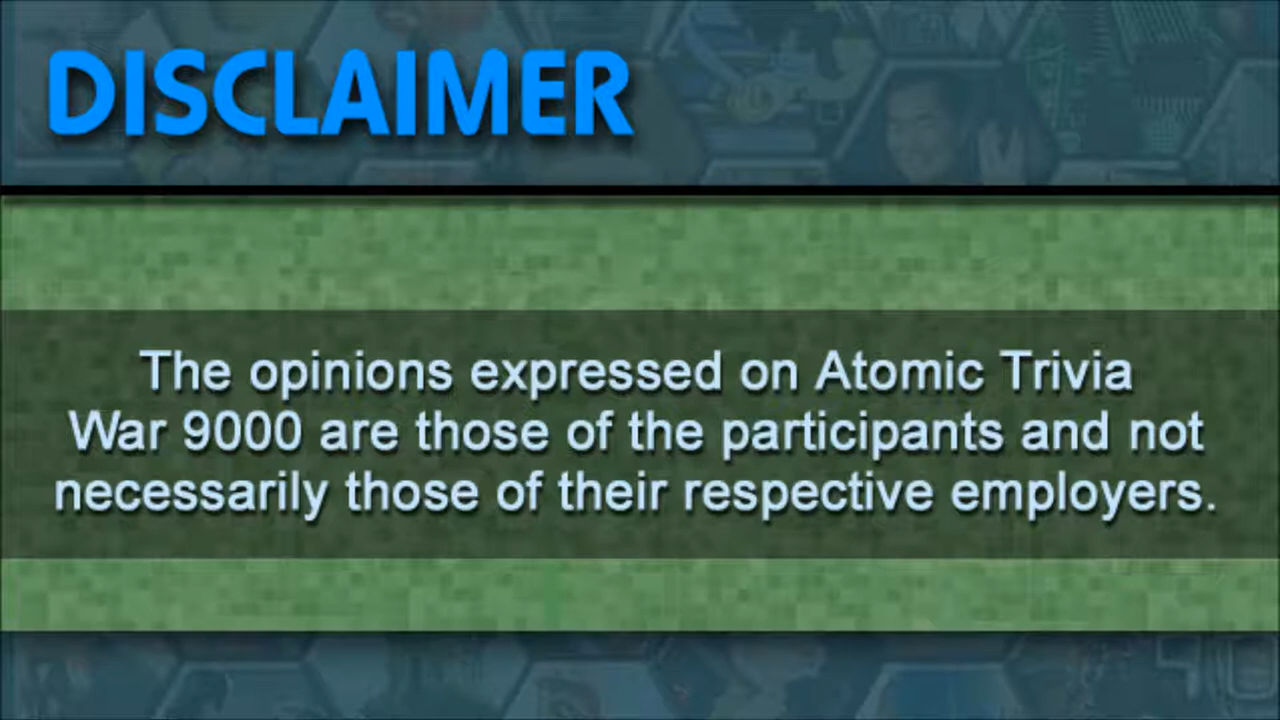 DISCLAIMER
The opinions expressed on Atomic Trivia
War 9000 are those of the participants and not
necessarily those of their respective employers.